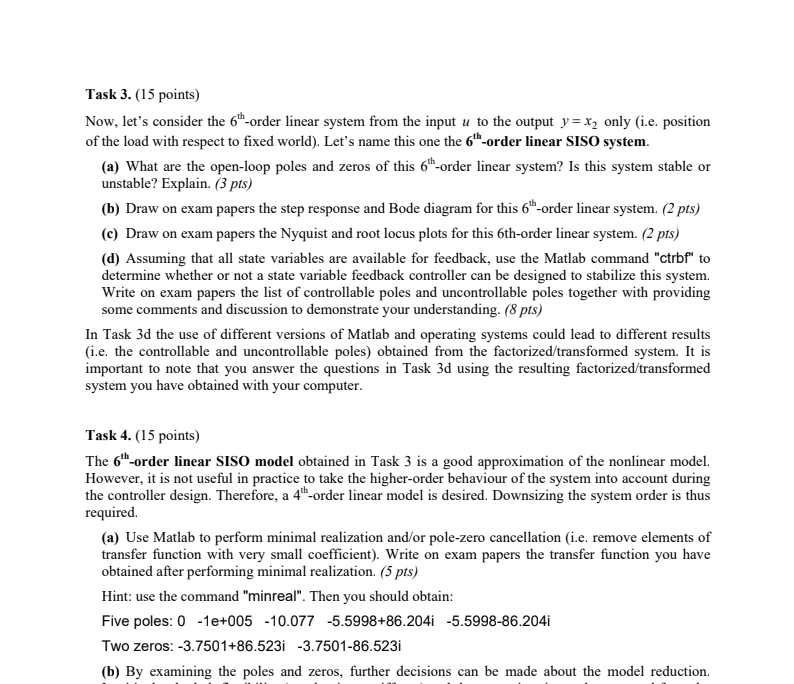 Task 3. (15 points)
Now, let's consider the 6th-order linear system from the input u to the output y = x2 only (i.e. position
of the load with respect to fixed world). Let's name this one the 6th-order linear SISO system.
(a) What are the open-loop poles and zeros of this 6th-order linear system? Is this system stable or
unstable? Explain. (3 pts)
(b) Draw on exam papers the step response and Bode diagram for this 6th-order linear system. (2 pts)
(c) Draw on exam papers the Nyquist and root locus plots for this 6th-order linear system. (2 pts)
(d) Assuming that all state variables are available for feedback, use the Matlab command "ctrbf" to
determine whether or not a state variable feedback controller can be designed to stabilize this system.
Write on exam papers the list of controllable poles and uncontrollable poles together with providing
some comments and discussion to demonstrate your understanding. (8 pts)
In Task 3d the use of different versions of Matlab and operating systems could lead to different results
(i.e. the controllable and uncontrollable poles) obtained from the factorized/transformed system. It is
important to note that you answer the questions in Task 3d using the resulting factorized/transformed
system you have obtained with your computer.
Task 4. (15 points)
The 6th-order linear SISO model obtained in Task 3 is a good approximation of the nonlinear model.
However, it is not useful in practice to take the higher-order behaviour of the system into account during
the controller design. Therefore, a 4th-order linear model is desired. Downsizing the system order is thus
required.
(a) Use Matlab to perform minimal realization and/or pole-zero cancellation (i.e. remove elements of
transfer function with very small coefficient). Write on exam papers the transfer function you have
obtained after performing minimal realization. (5 pts)
Hint: use the command "minreal". Then you should obtain:
Five poles: 0 -1e+005 -10.077 -5.5998+86.204i -5.5998-86.204i
Two zeros: -3.7501+86.523i -3.7501-86.523i
(b) By examining the poles and zeros, further decisions can be made about the model reduction.